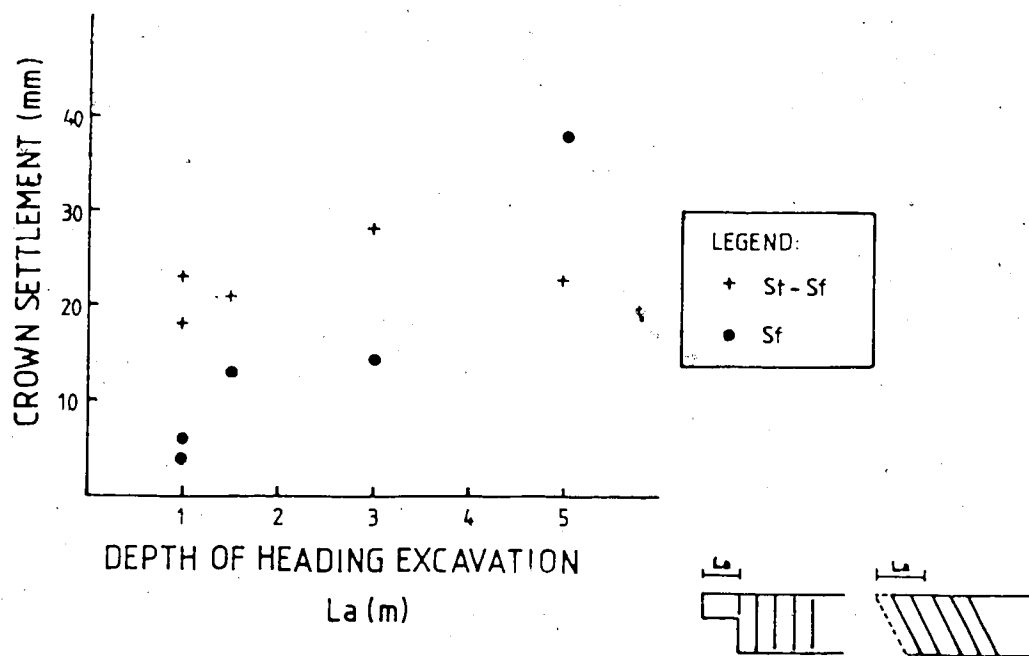 CROWN SETTLEMENT (mm)
40
30
20
10
1
2
3
4
5
DEPTH OF HEADING EXCAVATION
La (m)
LEGEND:
+ St-Sf
● Sf
La
La